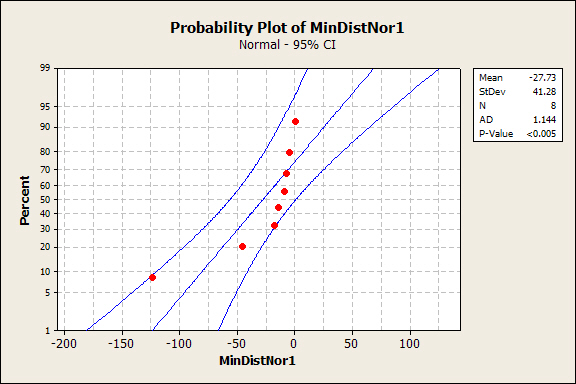 Probability Plot of MinDistNor1
Normal - 95% CI
Mean -27.73
StDev 41.28
N 8
AD 1.144
P-Value <0.005
Percent
99
95
90
80
70
60
50
40
30
20
10
5
1
-200 -150 -100 -50 0 50 100
MinDistNor1